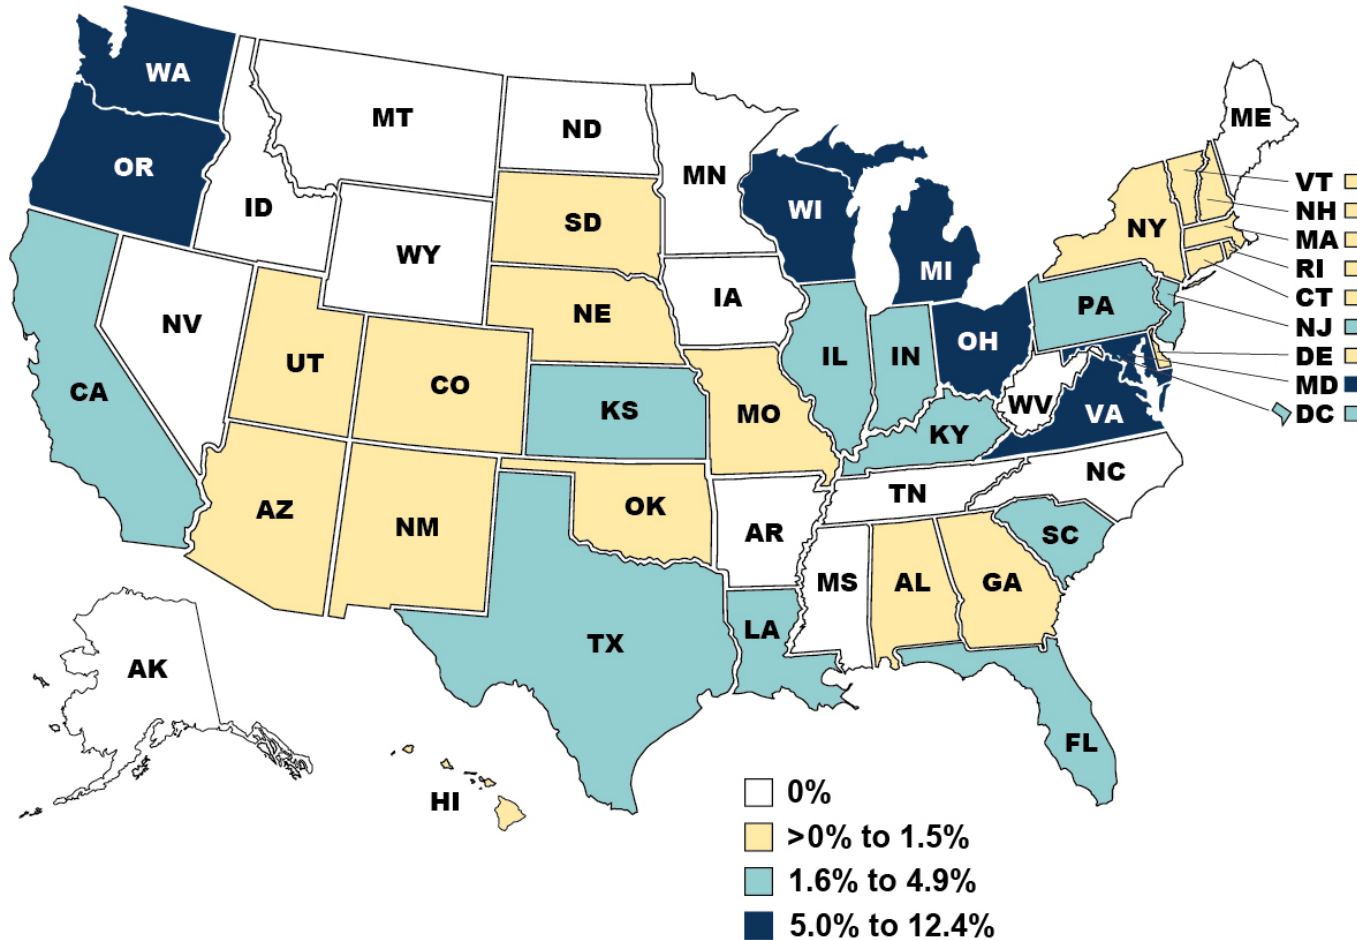 WA
MT
ND
MN
ME
OR
ID
SD
WI
VT
NH
NY
MA
WY
MI
RI
CT
IA
PA
NE
NV
NJ
OH
IL
IN
DE
UT
CO
MD
CA
WV
KS
MO
VA
DC
KY
NC
TN
AZ
NM
OK
AR
SC
MS
AL
GA
LA
TX
AK
FL
HI
0%
>0% to 1.5%
1.6% to 4.9%
5.0% to 12.4%